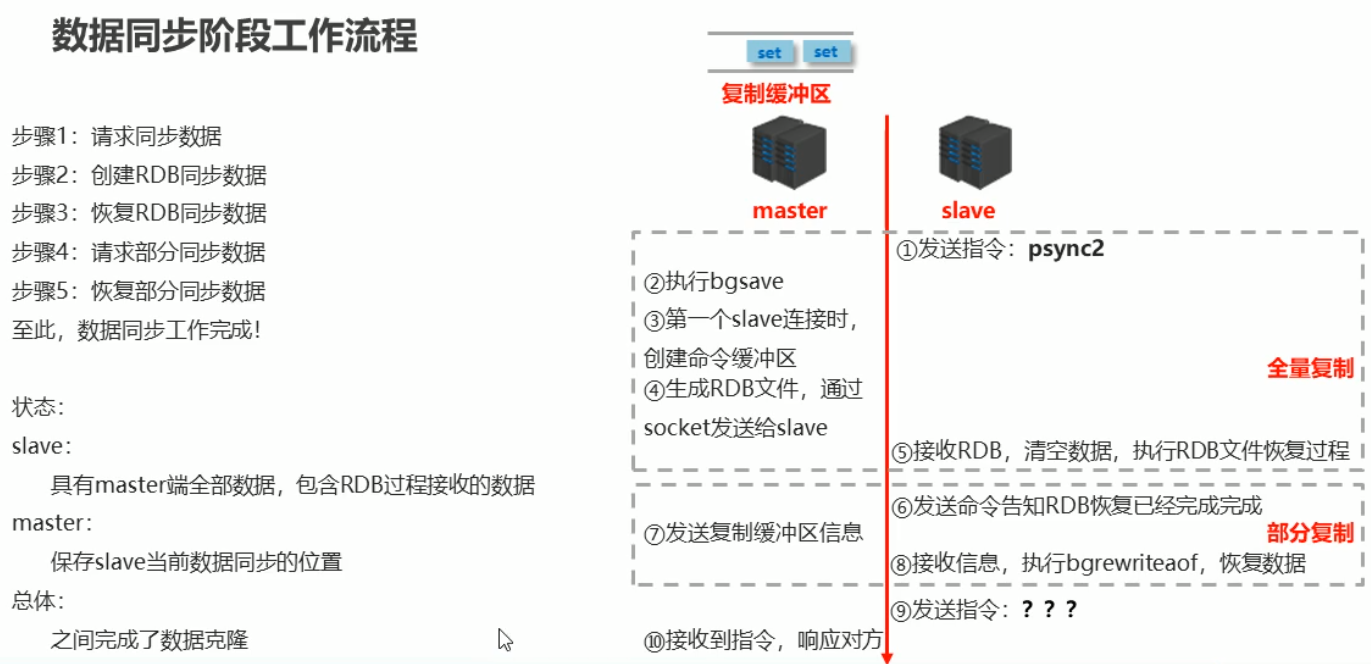 数据同步阶段工作流程
步骤1：请求同步数据
步骤2：创建RDB同步数据
步骤3：恢复RDB同步数据
步骤4：请求部分同步数据
步骤5：恢复部分同步数据
至此，数据同步工作完成！
状态：
slave：
具有master端全部数据，包含RDB过程接收的数据
master：
保存slave当前数据同步的位置
总体：
之间完成了数据克隆
set set
复制缓冲区
master slave
①发送指令：psync2
②执行bgsave
③第一个slave连接时，
创建命令缓冲区
④生成RDB文件，通过
socket发送给slave
全量复制
⑤接收RDB，清空数据，执行RDB文件恢复过程
⑥发送命令告知RDB恢复已经完成完成
⑦发送复制缓冲区信息
部分复制
⑧接收信息，执行bgrewriteaof，恢复数据
⑨发送指令：？？？
⑩接收到指令，响应对方